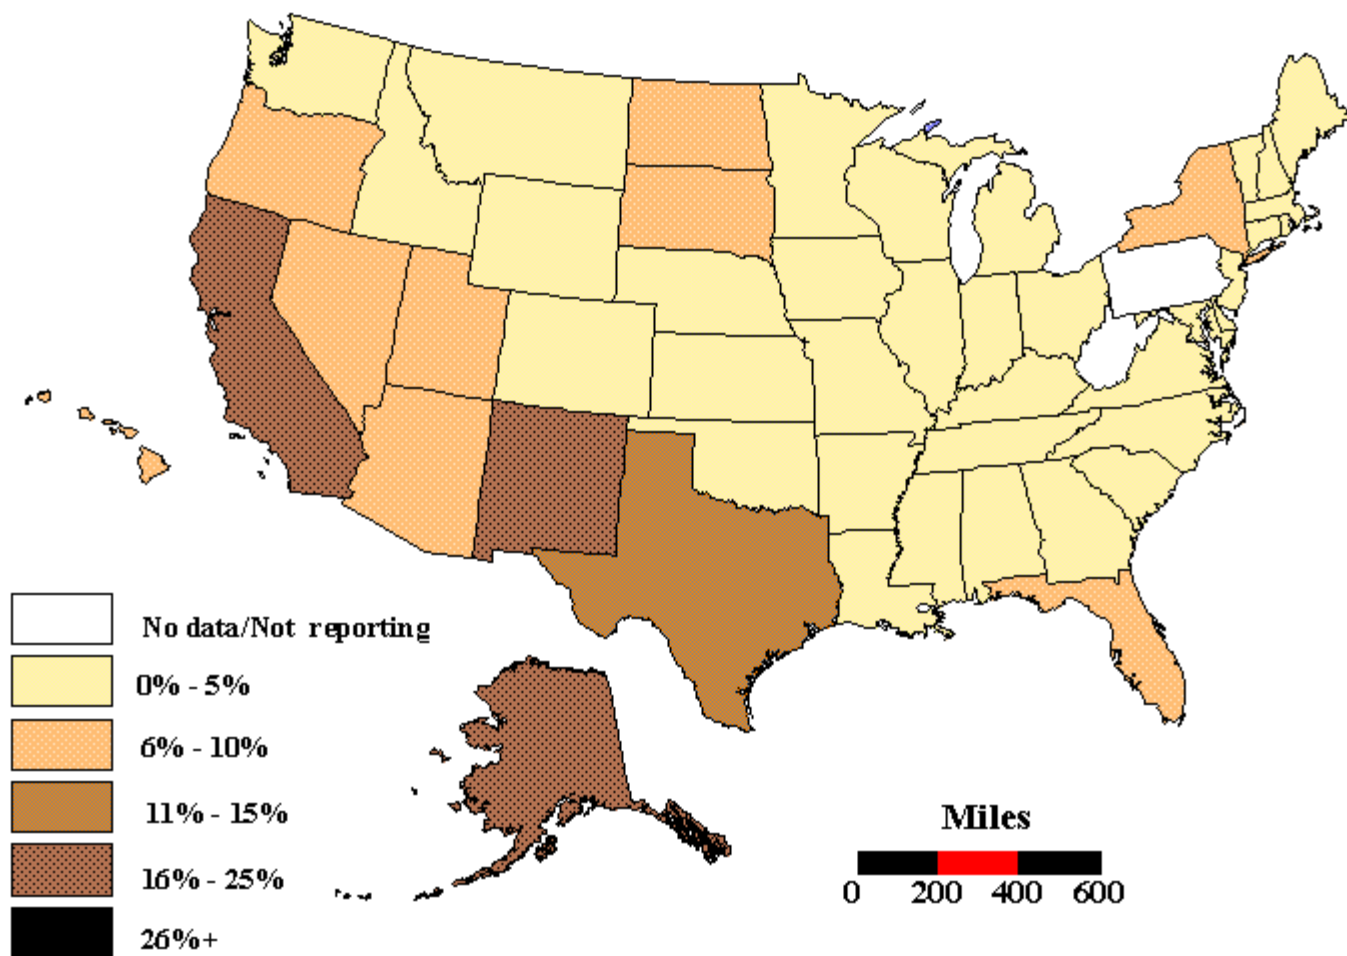 No data/Not reporting
0% - 5%
6% - 10%
11% - 15%
16% - 25%
26%+
Miles
0 200 400 600